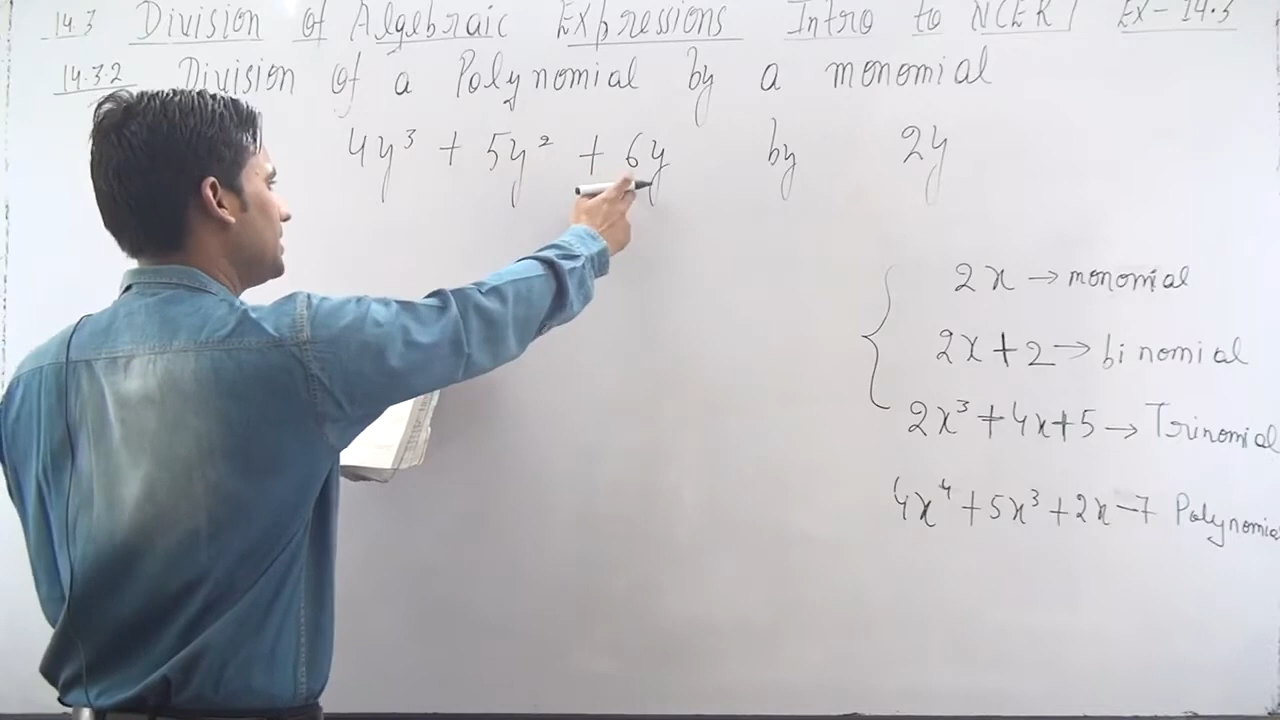 14.3 Division of Algebraic Expressions Intro to NCERT Ex-14.3
14.3.2 Division of a Polynomial by a monomial
4y³ + 5y² + 6y by 2y
2x → monomial
2x + 2 → binomial
2x³ + 4x + 5 → Trinomial
4x⁴ + 5x³ + 2x - 7 Polynomial